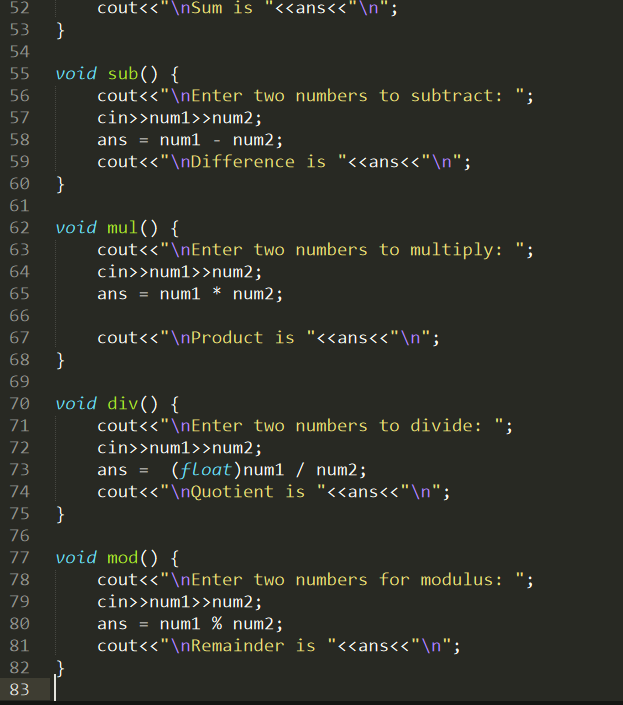 52 cout<<"\nSum is "<<ans<<"\n";
53 }
54
55 void sub() {
56 cout<<"\nEnter two numbers to subtract: ";
57 cin>>num1>>num2;
58 ans = num1 - num2;
59 cout<<"\nDifference is "<<ans<<"\n";
60 }
61
62 void mul() {
63 cout<<"\nEnter two numbers to multiply: ";
64 cin>>num1>>num2;
65 ans = num1 * num2;
66
67 cout<<"\nProduct is "<<ans<<"\n";
68 }
69
70 void div() {
71 cout<<"\nEnter two numbers to divide: ";
72 cin>>num1>>num2;
73 ans =  (float)num1 / num2;
74 cout<<"\nQuotient is "<<ans<<"\n";
75 }
76
77 void mod() {
78 cout<<"\nEnter two numbers for modulus: ";
79 cin>>num1>>num2;
80 ans = num1 % num2;
81 cout<<"\nRemainder is "<<ans<<"\n";
82 }
83